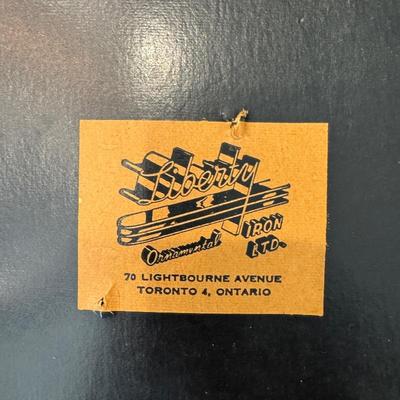 Liberty
Ornamental IRON
LTD.
70 LIGHTBOURNE AVENUE
TORONTO 4, ONTARIO